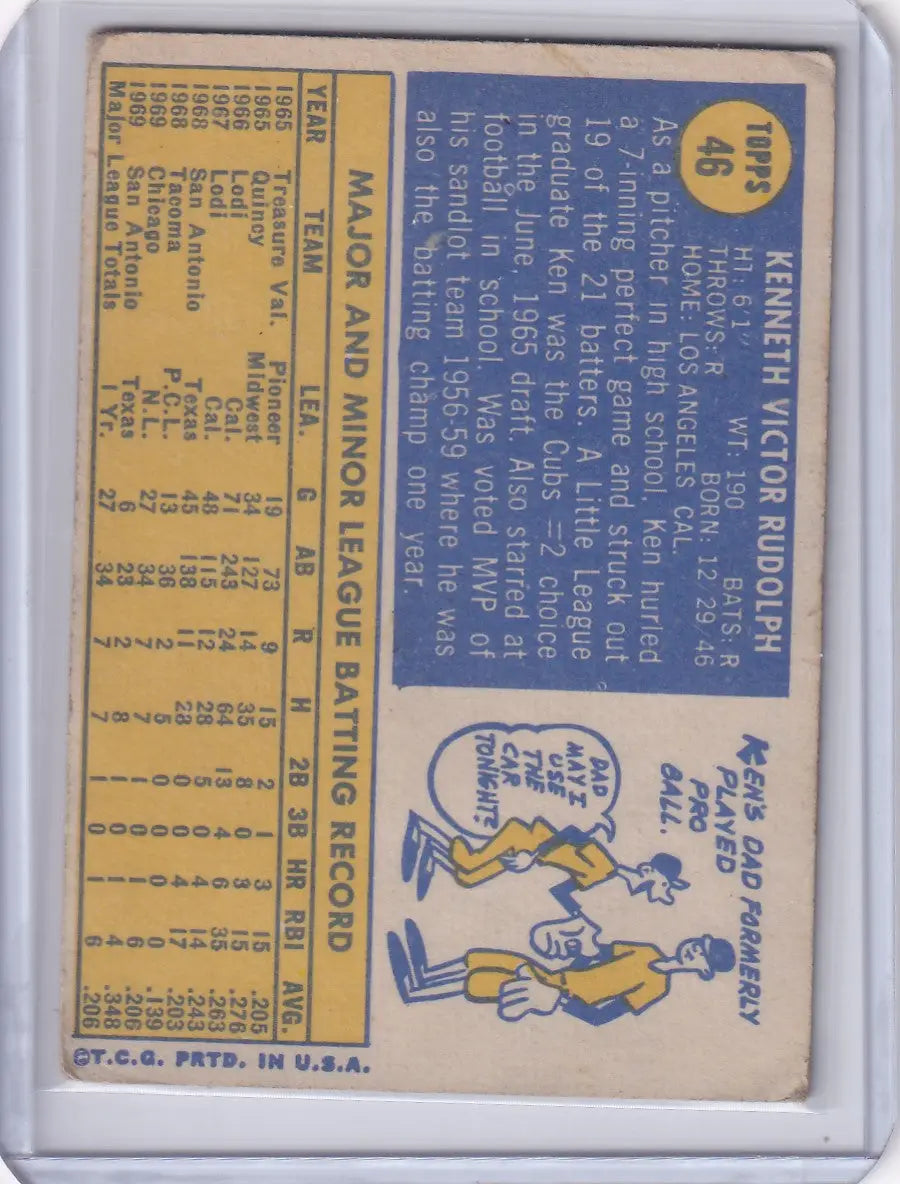 TOPPS
46
KENNETH VICTOR RUDOLPH
HT: 6'1" WT: 190 BATS: R
THROWS: R BORN: 12/29/46
HOME: LOS ANGELES CAL.
As a pitcher in high school, Ken hurled
a 7-inning perfect game and struck out
19 of the 21 batters. A Little League
graduate Ken was the Cubs =2 choice
in the June, 1965 draft. Also starred at
football in school. Was voted MVP of
his sandlot team 1956-59 where he was
also the batting champ one year.
KEN'S DAD FORMERLY
PLAYED
PRO
BALL.
DAD
MAY I
USE
THE
CAR
TONIGHT?
MAJOR AND MINOR LEAGUE BATTING RECORD
YEAR TEAM LEA. G AB R H 2B 3B HR RBI AVG.
1965 Treasure Val. Pioneer 19 73 9 15 2 1 3 15 .205
1965 Quincy Midwest 34 127 14 35 8 0 3 15 .276
1966 Lodi Cal. 71 243 24 64 13 4 6 35 .263
1967 Lodi Cal. 48 115 12 28 5 0 4 14 .243
1968 San Antonio Texas 45 138 11 28 0 0 4 17 .203
1968 Tacoma P.C.L. 13 36 2 5 0 0 0 0 .139
1969 Chicago N.L. 27 34 7 7 1 0 1 6 .206
1969 San Antonio Texas 6 23 2 8 1 0 1 4 .348
Major League Totals 1 Yr. 27 34 7 7 1 0 1 6 .206
©T.C.G. PRTD. IN U.S.A.